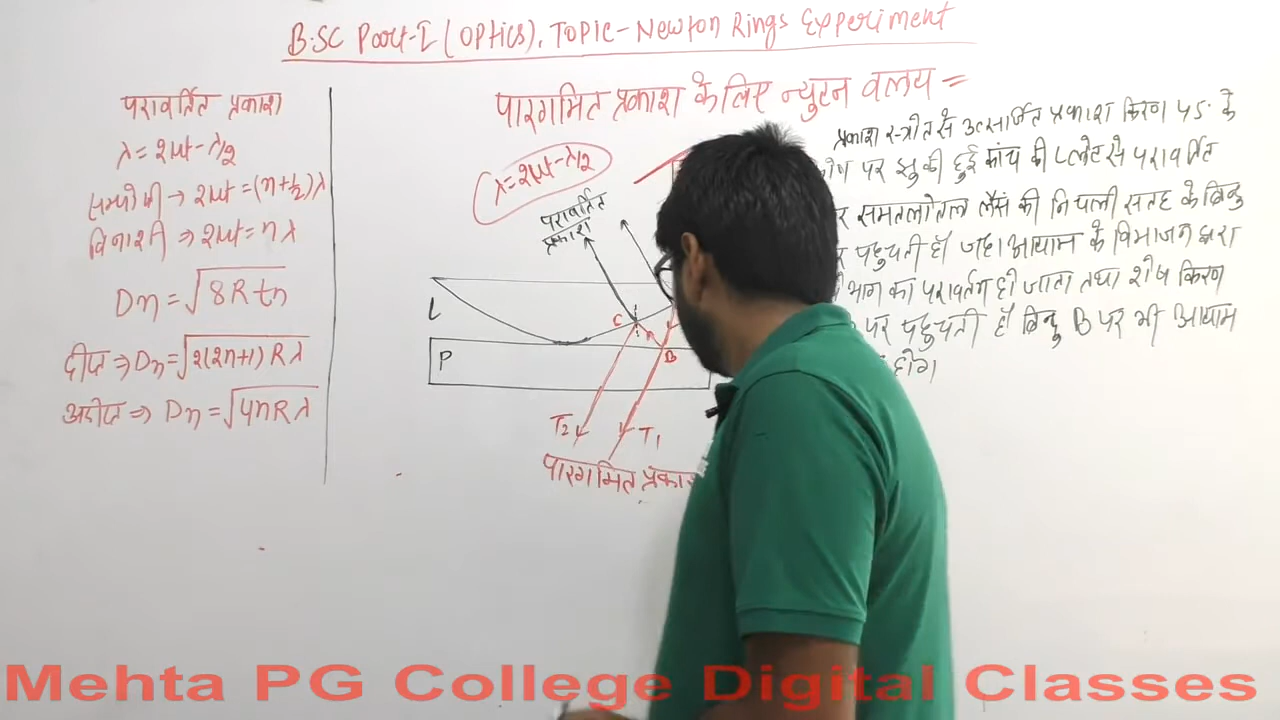 B.SC Part-I (Optics). Topic - Newton Rings Experiment
परावर्तित प्रकाश
λ = 2μt - λ/2
सम्पोषी → 2μt = (n+½)λ
विनाशी ⇒ 2μt = nλ
Dn = √8Rtn
दीप्त ⇒ Dn = √2(2n+1)Rλ
अदीप्त ⇒ Dn = √4nRλ
पारगमित प्रकाश के लिए न्युटन वलय =
λ = 2μt - λ/2
परावर्तित
प्रकाश
L
C
B
P
T2
T1
पारगमित प्रकाश
प्रकाश स्त्रोत से उत्सर्जित प्रकाश किरण 45° के
कोण पर झुकी हुई कांच की प्लेट से परावर्तित
समतलोतल लैंस की निचली सतह के बिन्दु
पर पहुचती हैं जहा आयाम के विभाजन द्वारा
भाग का परावर्तन हो जाता तथा शेष किरण
पर पहुचती हैं बिन्दु B पर भी आयाम
होगा
Mehta PG College Digital Classes